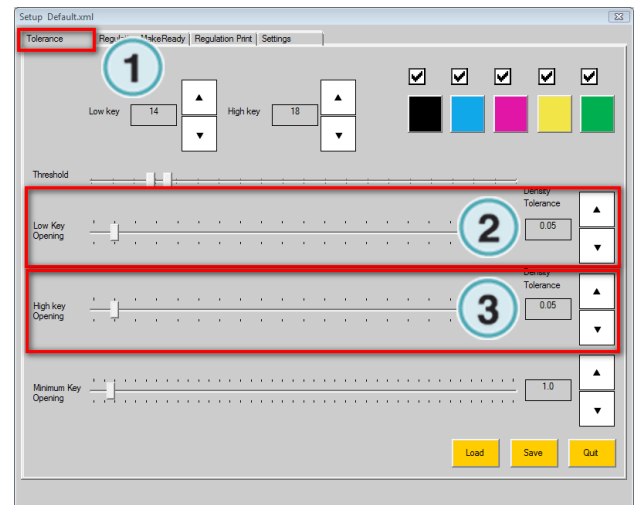 Setup Default.xml
Tolerance Regulation MakeReady Regulation Print Settings
1
Low key 14 High key 18
Threshold
Density
Tolerance
Low Key
Opening
2
0.05
Density
Tolerance
High key
Opening
3
0.05
Minimum Key
Opening
1.0
Load Save Quit